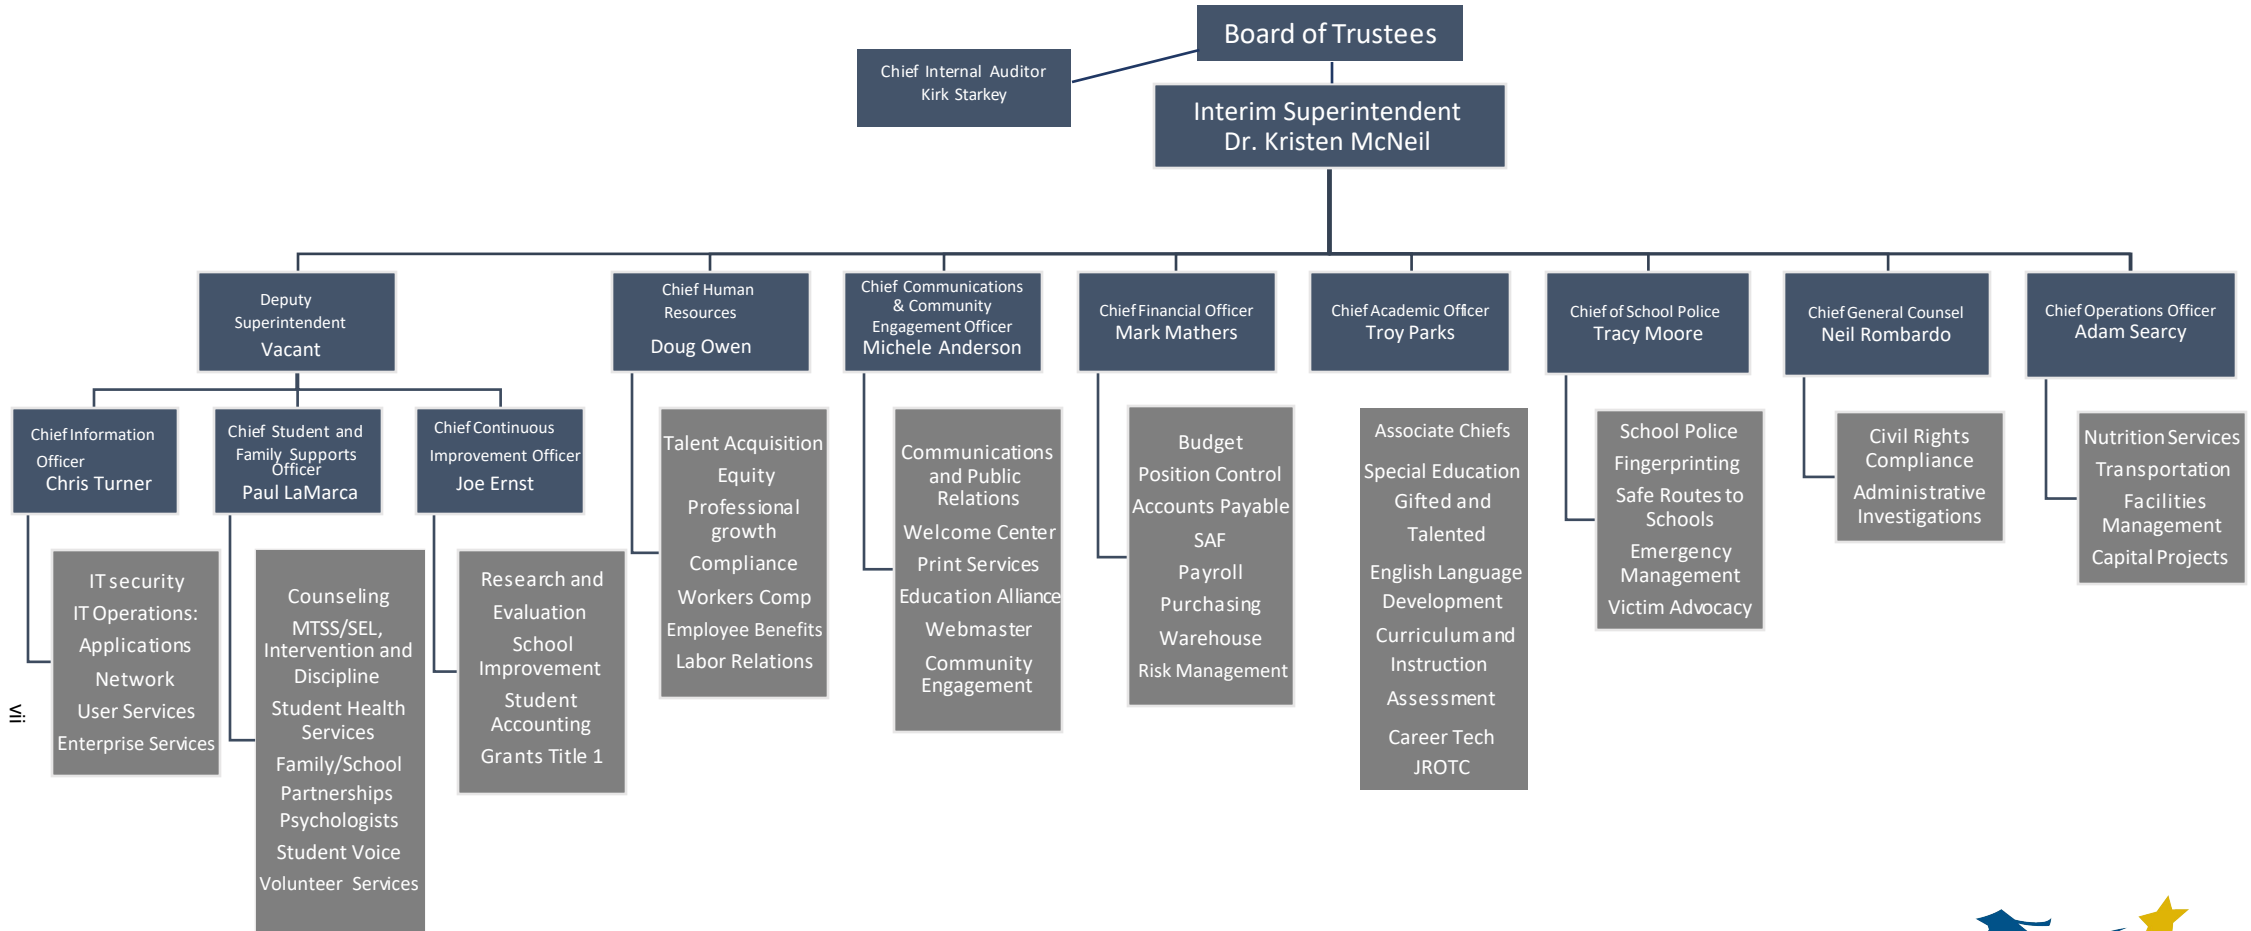 Board of Trustees
Chief Internal Auditor
Kirk Starkey
Interim Superintendent
Dr. Kristen McNeil
Deputy
Superintendent
Vacant
Chief Human
Resources
Doug Owen
Chief Communications
& Community
Engagement Officer
Michele Anderson
Chief Financial Officer
Mark Mathers
Chief Academic Officer
Troy Parks
Chief of School Police
Tracy Moore
Chief General Counsel
Neil Rombardo
Chief Operations Officer
Adam Searcy
Chief Information
Officer
Chris Turner
Chief Student and
Family Supports
Officer
Paul LaMarca
Chief Continuous
Improvement Officer
Joe Ernst
IT security
IT Operations:
Applications
Network
User Services
Enterprise Services
Counseling
MTSS/SEL,
Intervention and
Discipline
Student Health
Services
Family/School
Partnerships
Psychologists
Student Voice
Volunteer Services
Research and
Evaluation
School
Improvement
Student
Accounting
Grants Title 1
Talent Acquisition
Equity
Professional
growth
Compliance
Workers Comp
Employee Benefits
Labor Relations
Communications
and Public
Relations
Welcome Center
Print Services
Education Alliance
Webmaster
Community
Engagement
Budget
Position Control
Accounts Payable
SAF
Payroll
Purchasing
Warehouse
Risk Management
Associate Chiefs
Special Education
Gifted and
Talented
English Language
Development
Curriculum and
Instruction
Assessment
Career Tech
JROTC
School Police
Fingerprinting
Safe Routes to
Schools
Emergency
Management
Victim Advocacy
Civil Rights
Compliance
Administrative
Investigations
Nutrition Services
Transportation
Facilities
Management
Capital Projects
vii